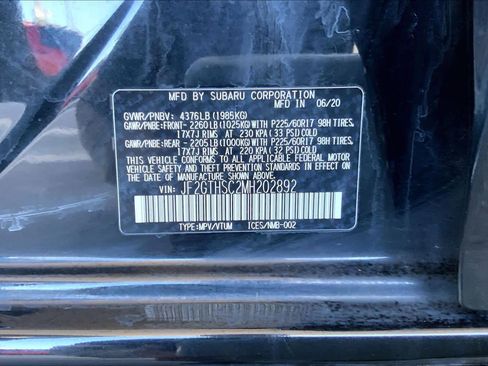 MFD. BY SUBARU CORPORATION
MFD IN 06/20
GVWR/PNBV: 4376LB(1985KG)
GAWR/PNBE:FRONT- 2260LB(1025KG)WITH P225/60R17 98H TIRES,
17X7J RIMS AT 230 KPA(33 PSI)COLD
GAWR/PNBE:REAR- 2205LB(1000KG)WITH P225/60R17 98H TIRES,
17X7J RIMS AT 220 KPA(32 PSI)COLD
THIS VEHICLE CONFORMS TO ALL APPLICABLE FEDERAL MOTOR
VEHICLE SAFETY AND BUMPER STANDARDS IN EFFECT ON THE
DATE OF MANUFACTURE SHOWN ABOVE.
VIN: JF2GTHSC2MH202892
TYPE:MPV/VTUM ICES/NMB-002